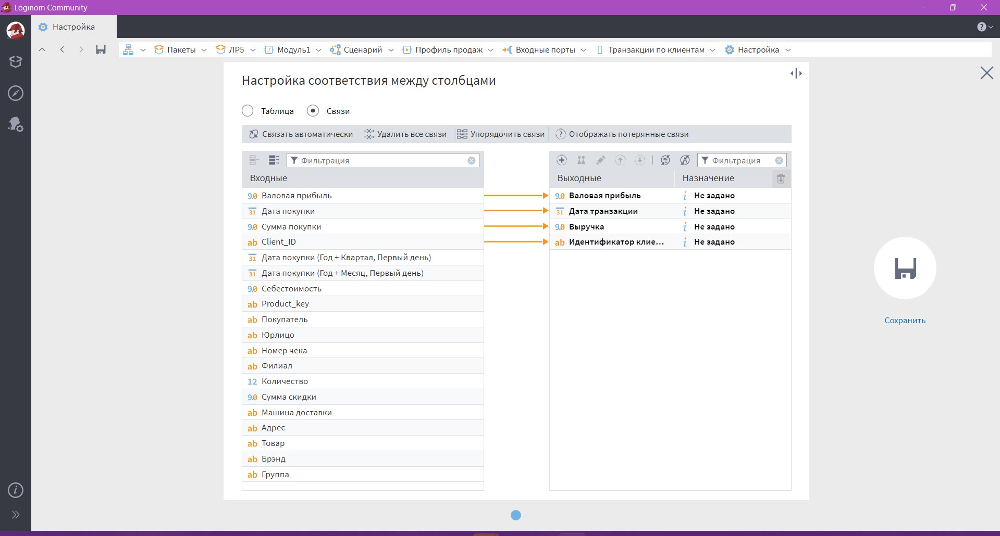 Loginom Community
Настройка
Пакеты ЛР5 Модуль1 Сценарий Профиль продаж Входные порты Транзакции по клиентам Настройка
Настройка соответствия между столбцами
Таблица Связи
Связать автоматически Удалить все связи Упорядочить связи ? Отображать потерянные связи
Фильтрация Фильтрация
Входные Выходные Назначение
9.0 Валовая прибыль 9.0 Валовая прибыль i Не задано
31 Дата покупки 31 Дата транзакции i Не задано
9.0 Сумма покупки 9.0 Выручка i Не задано
ab Client_ID ab Идентификатор клие... i Не задано
31 Дата покупки (Год + Квартал, Первый день)
31 Дата покупки (Год + Месяц, Первый день)
9.0 Себестоимость
ab Product_key
ab Покупатель
ab Юрлицо
ab Номер чека
ab Филиал
12 Количество
9.0 Сумма скидки
ab Машина доставки
ab Адрес
ab Товар
ab Брэнд
ab Группа
Сохранить